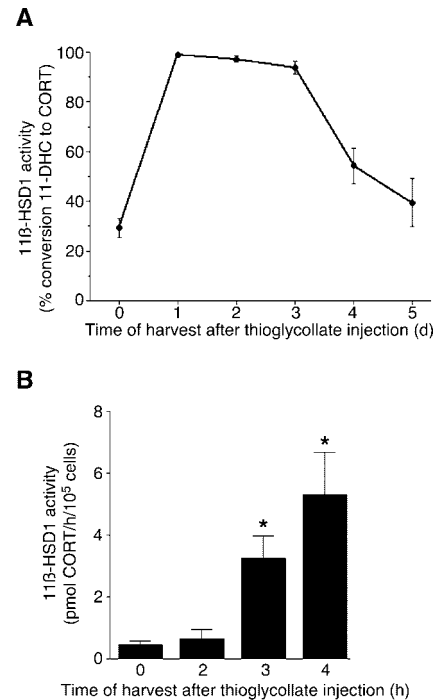 A
100
80
60
40
20
0
11ß-HSD1 activity
(% conversion 11-DHC to CORT)
0 1 2 3 4 5
Time of harvest after thioglycollate injection (d)
B
8
6
4
2
0
11ß-HSD1 activity
(pmol CORT/h/10⁵ cells)
* *
0 2 3 4
Time of harvest after thioglycollate injection (h)